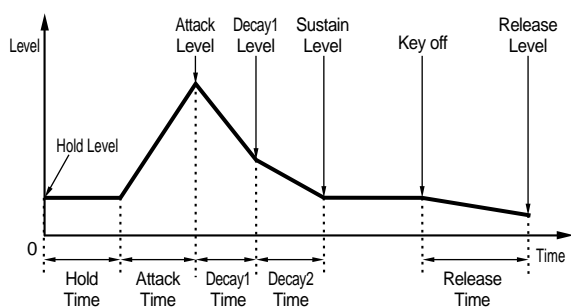 Attack
Level
Decay1
Level
Sustain
Level
Key off
Release
Level
Level
Hold Level
0
Time
Hold
Time
Attack
Time
Decay1
Time
Decay2
Time
Release
Time